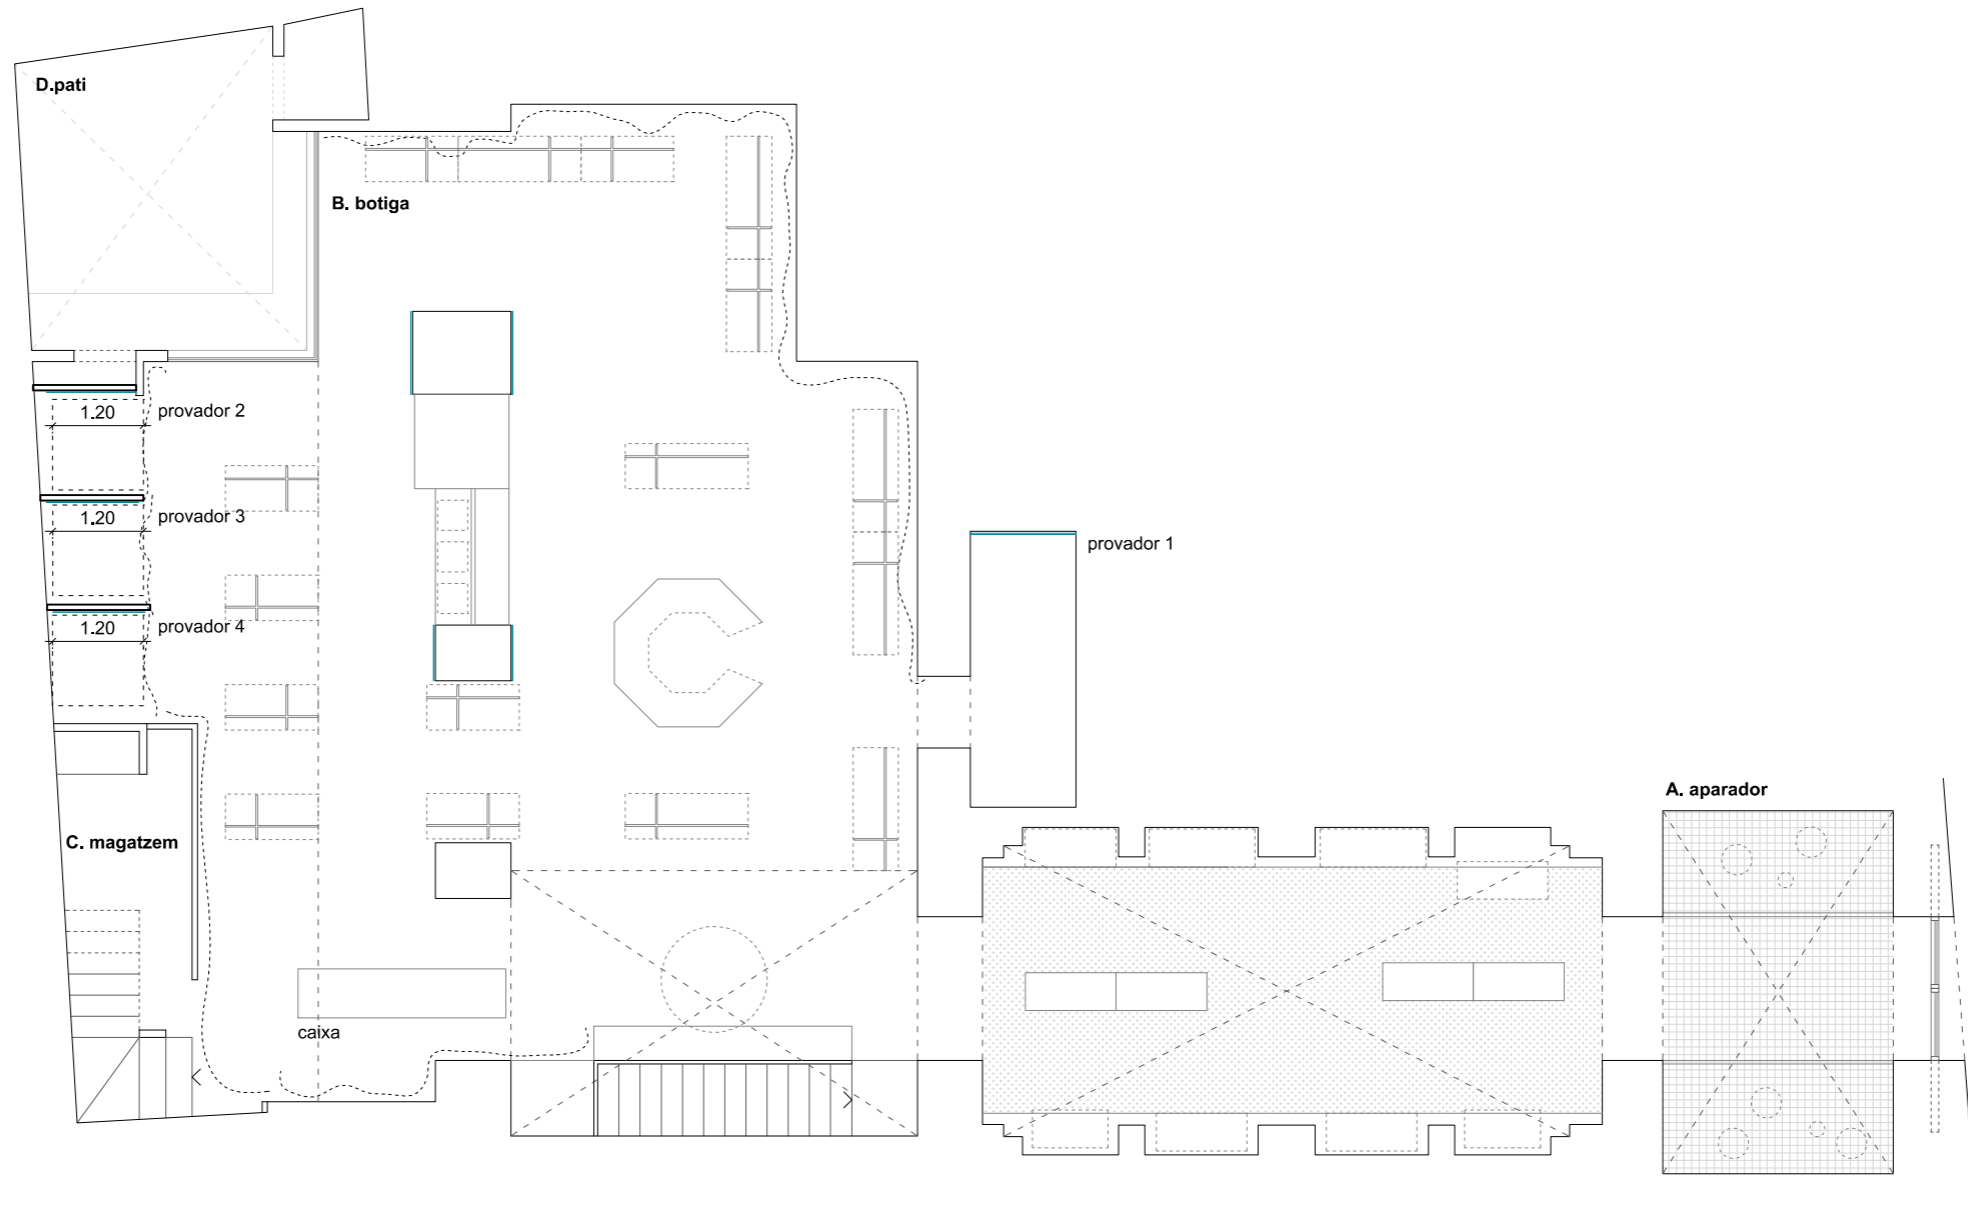 D.pati
B. botiga
1.20
provador 2
1.20
provador 3
provador 1
1.20
provador 4
A. aparador
C. magatzem
caixa